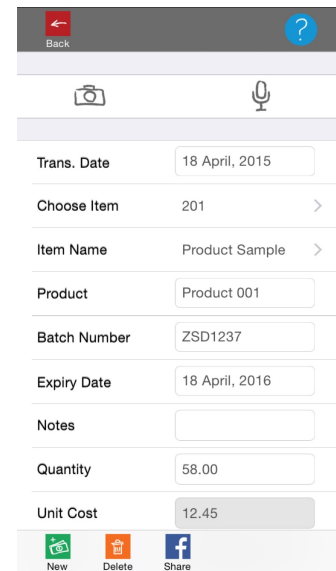 Back
?
Trans. Date 18 April, 2015
Choose Item 201
Item Name Product Sample
Product Product 001
Batch Number ZSD1237
Expiry Date 18 April, 2016
Notes
Quantity 58.00
Unit Cost 12.45
New Delete Share